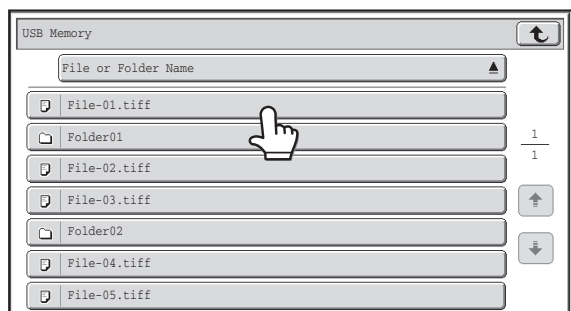 USB Memory
File or Folder Name
File-01.tiff
Folder01
1
1
File-02.tiff
File-03.tiff
Folder02
File-04.tiff
File-05.tiff